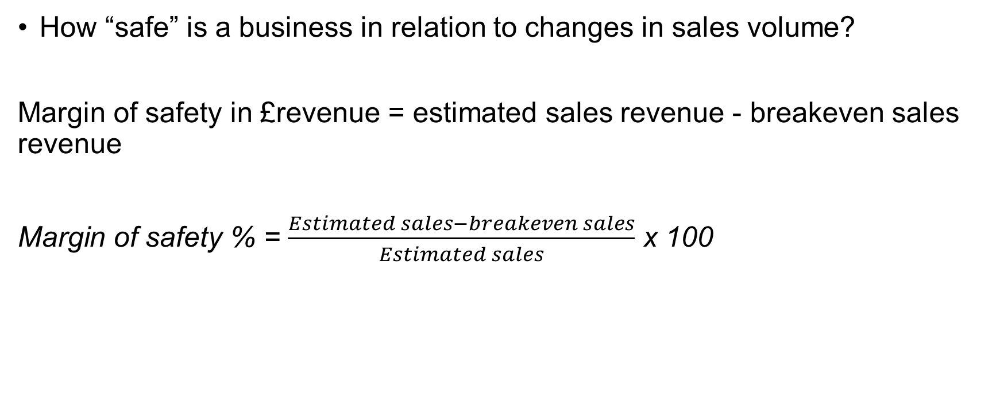 • How “safe” is a business in relation to changes in sales volume?
Margin of safety in £revenue = estimated sales revenue - breakeven sales
revenue
Margin of safety % = Estimated sales−breakeven sales / Estimated sales x 100